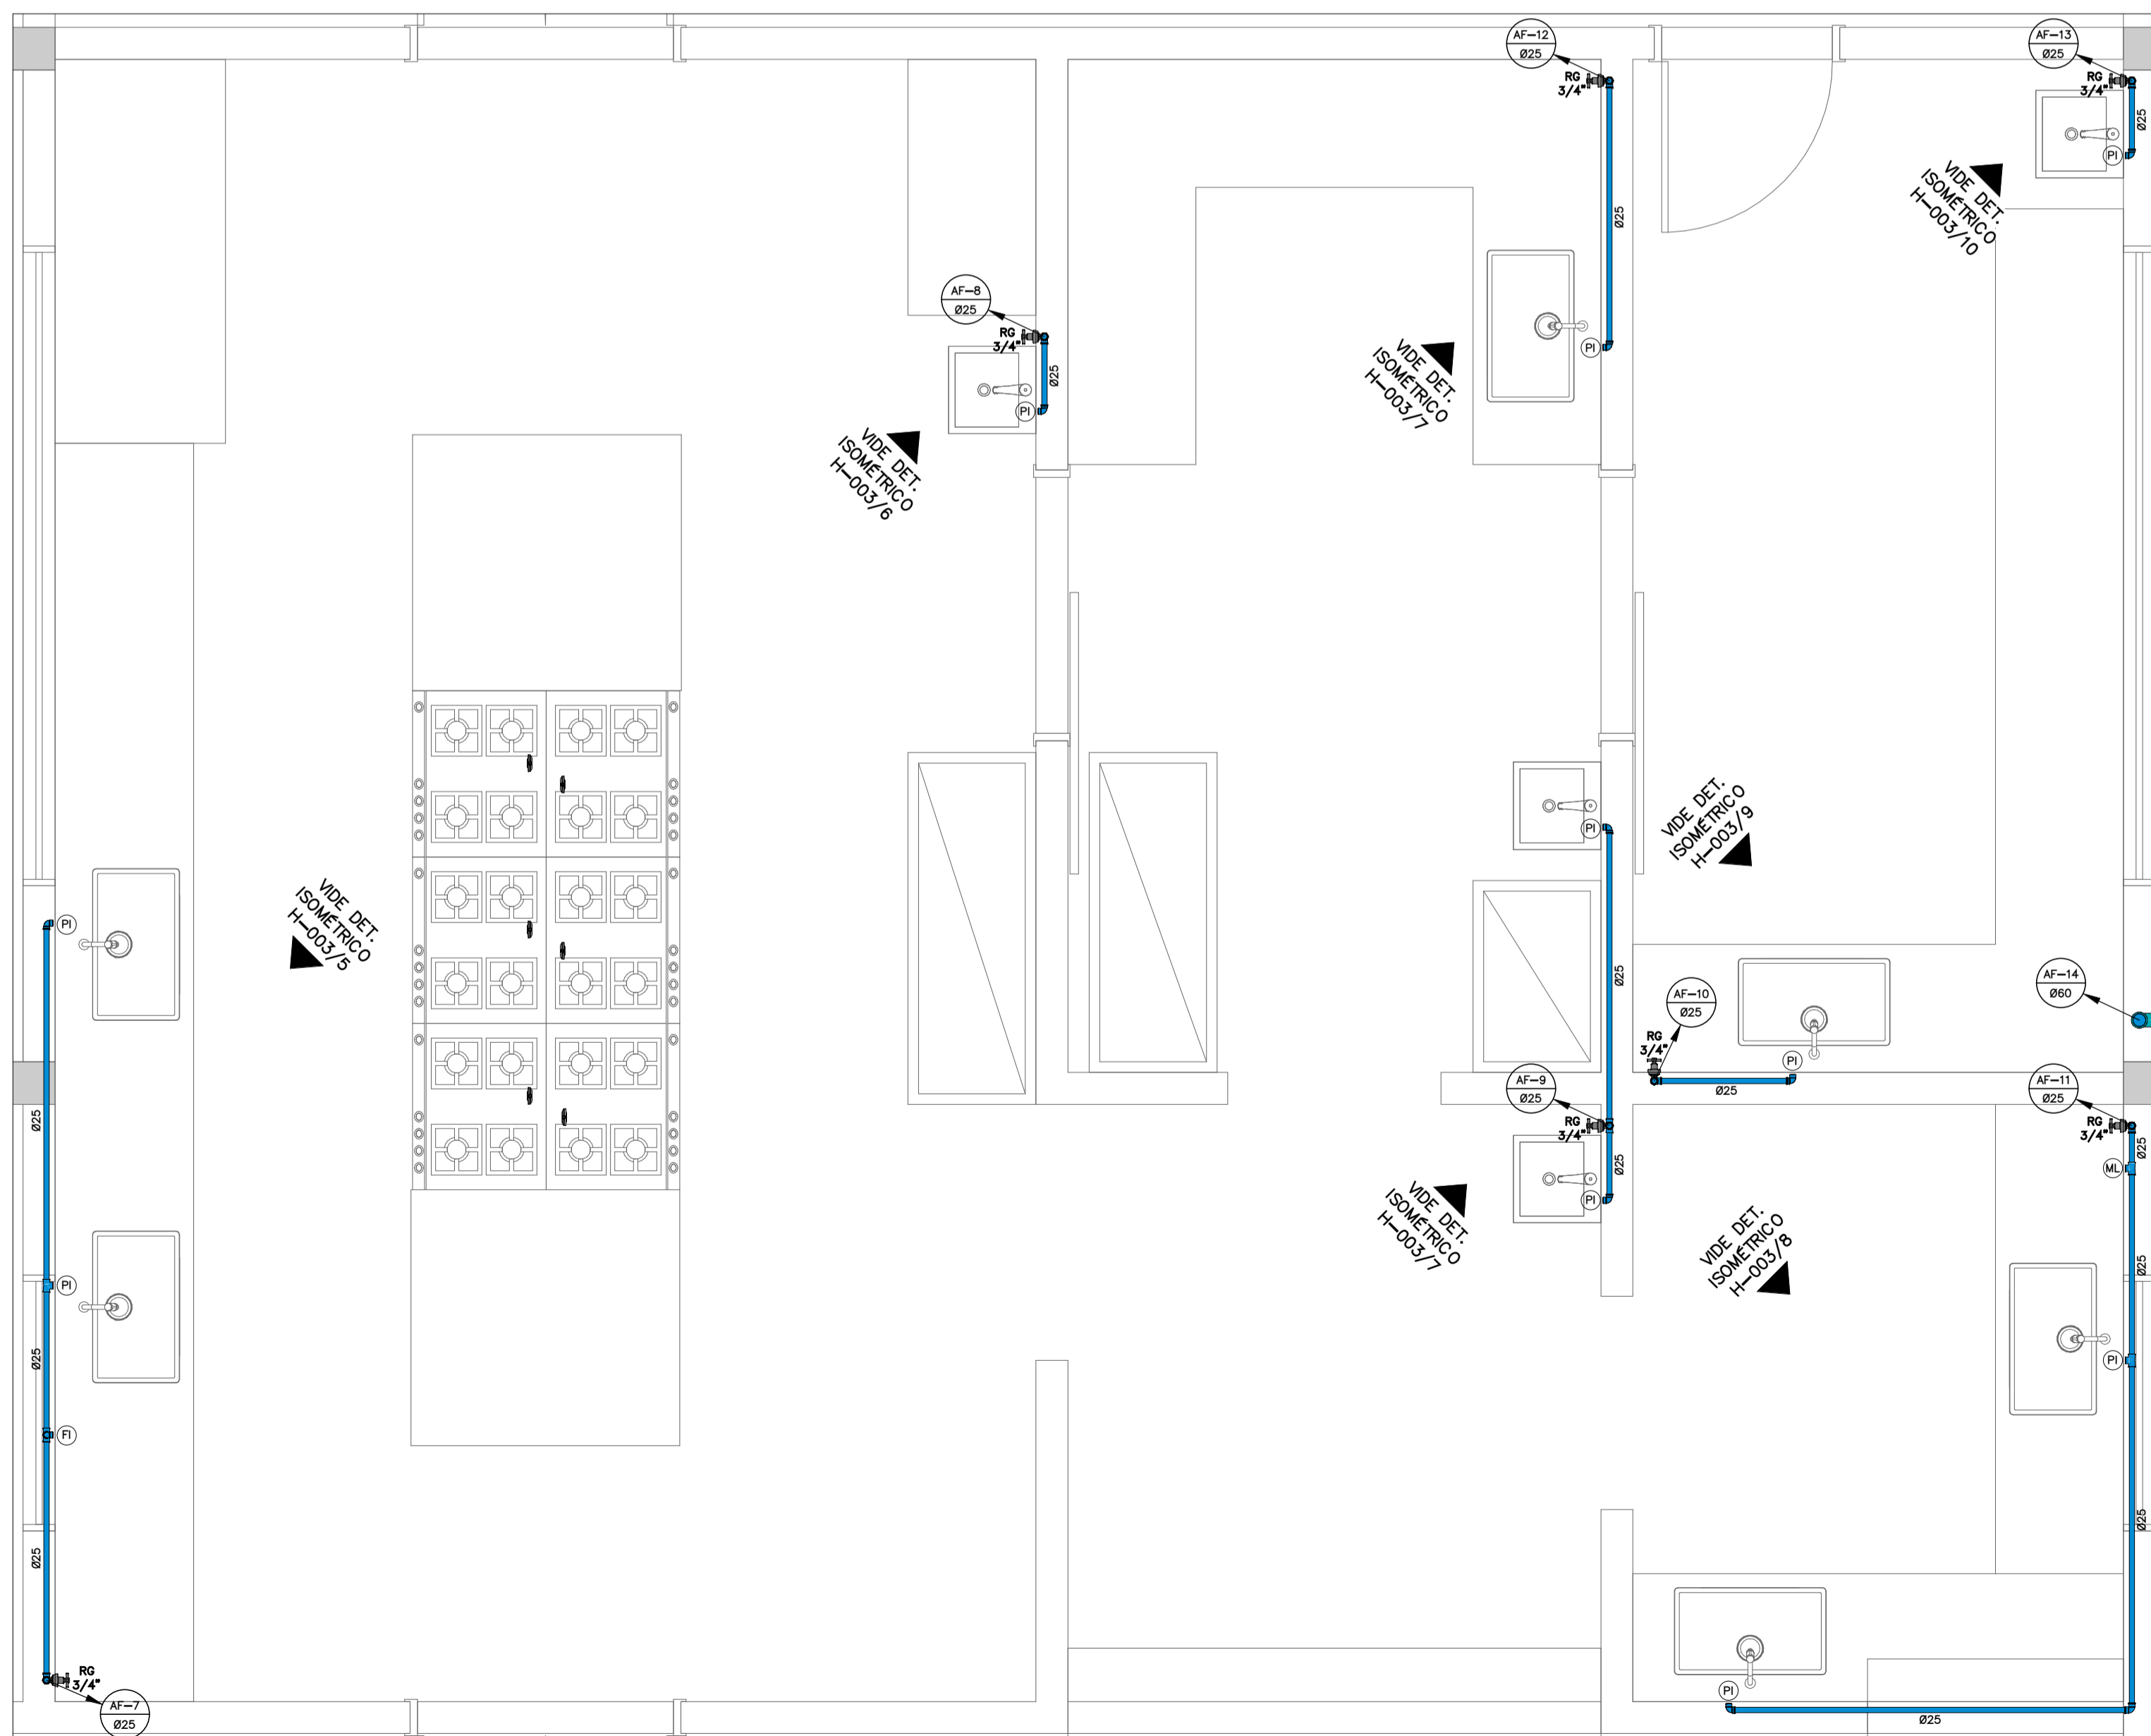 AF-12
Ø25
RG
3/4"
Ø25
PI
AF-13
Ø25
RG
3/4"
Ø25
PI
VIDE DET.
ISOMÉTRICO
H-003/10
AF-8
Ø25
RG
3/4"
Ø25
PI
VIDE DET.
ISOMÉTRICO
H-003/6
VIDE DET.
ISOMÉTRICO
H-003/7
VIDE DET.
ISOMÉTRICO
H-003/9
PI
VIDE DET.
ISOMÉTRICO
H-003/5
PI
Ø25
AF-10
Ø25
RG
3/4"
PI
Ø25
AF-14
Ø60
AF-9
Ø25
RG
3/4"
Ø25
PI
VIDE DET.
ISOMÉTRICO
H-003/7
AF-11
Ø25
RG
3/4"
Ø25
ML
Ø25
PI
Ø25
VIDE DET.
ISOMÉTRICO
H-003/8
Ø25
PI
Ø25
FI
Ø25
RG
3/4"
AF-7
Ø25
PI
Ø25